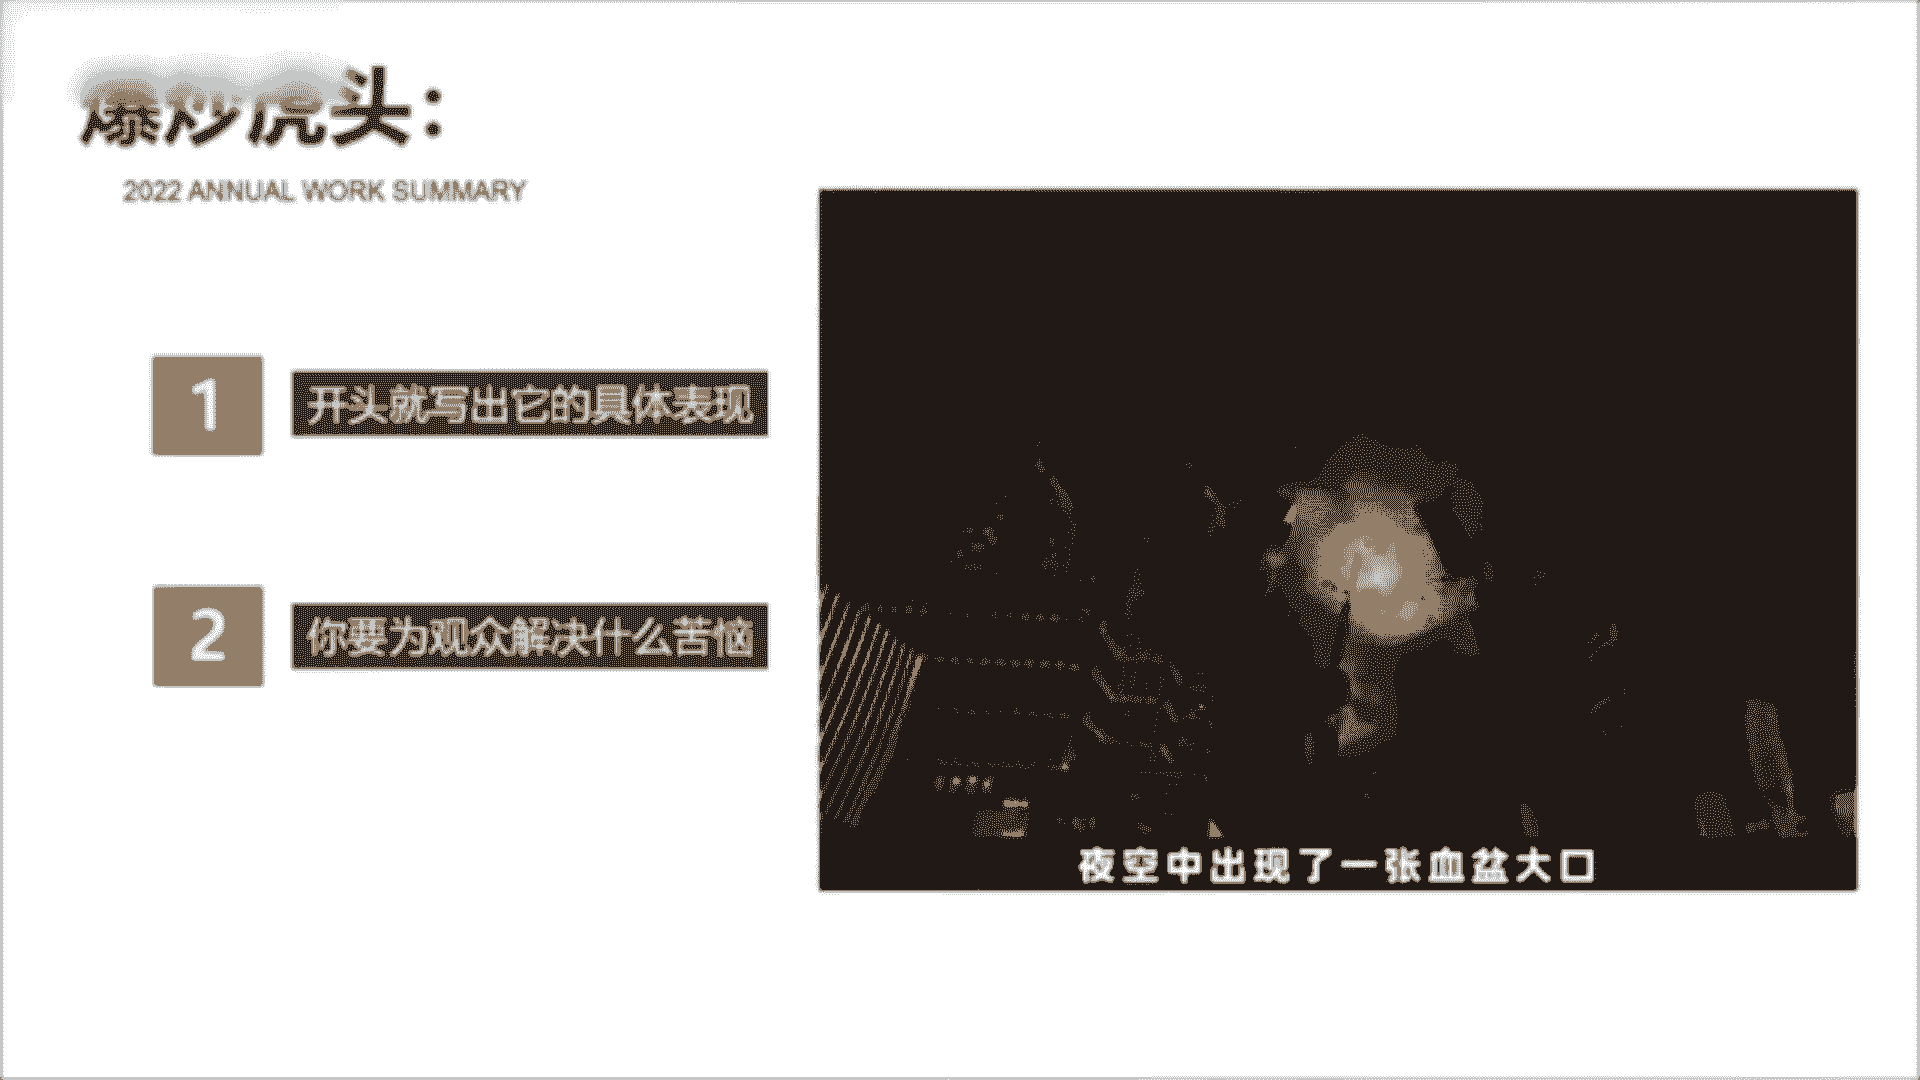 爆炒虎头：
2022 ANNUAL WORK SUMMARY
1
开头就写出它的具体表现
2
你要为观众解决什么苦恼
夜空中出现了一张血盆大口